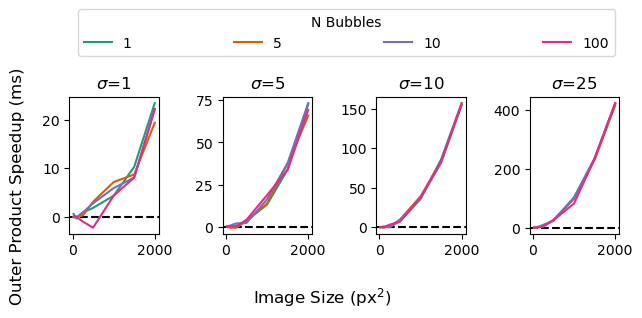 N Bubbles
1 5 10 100
σ=1 σ=5 σ=10 σ=25
Outer Product Speedup (ms)
20
10
0
75
50
25
0
150
100
50
0
400
200
0
0 2000 0 2000 0 2000 0 2000
Image Size (px²)